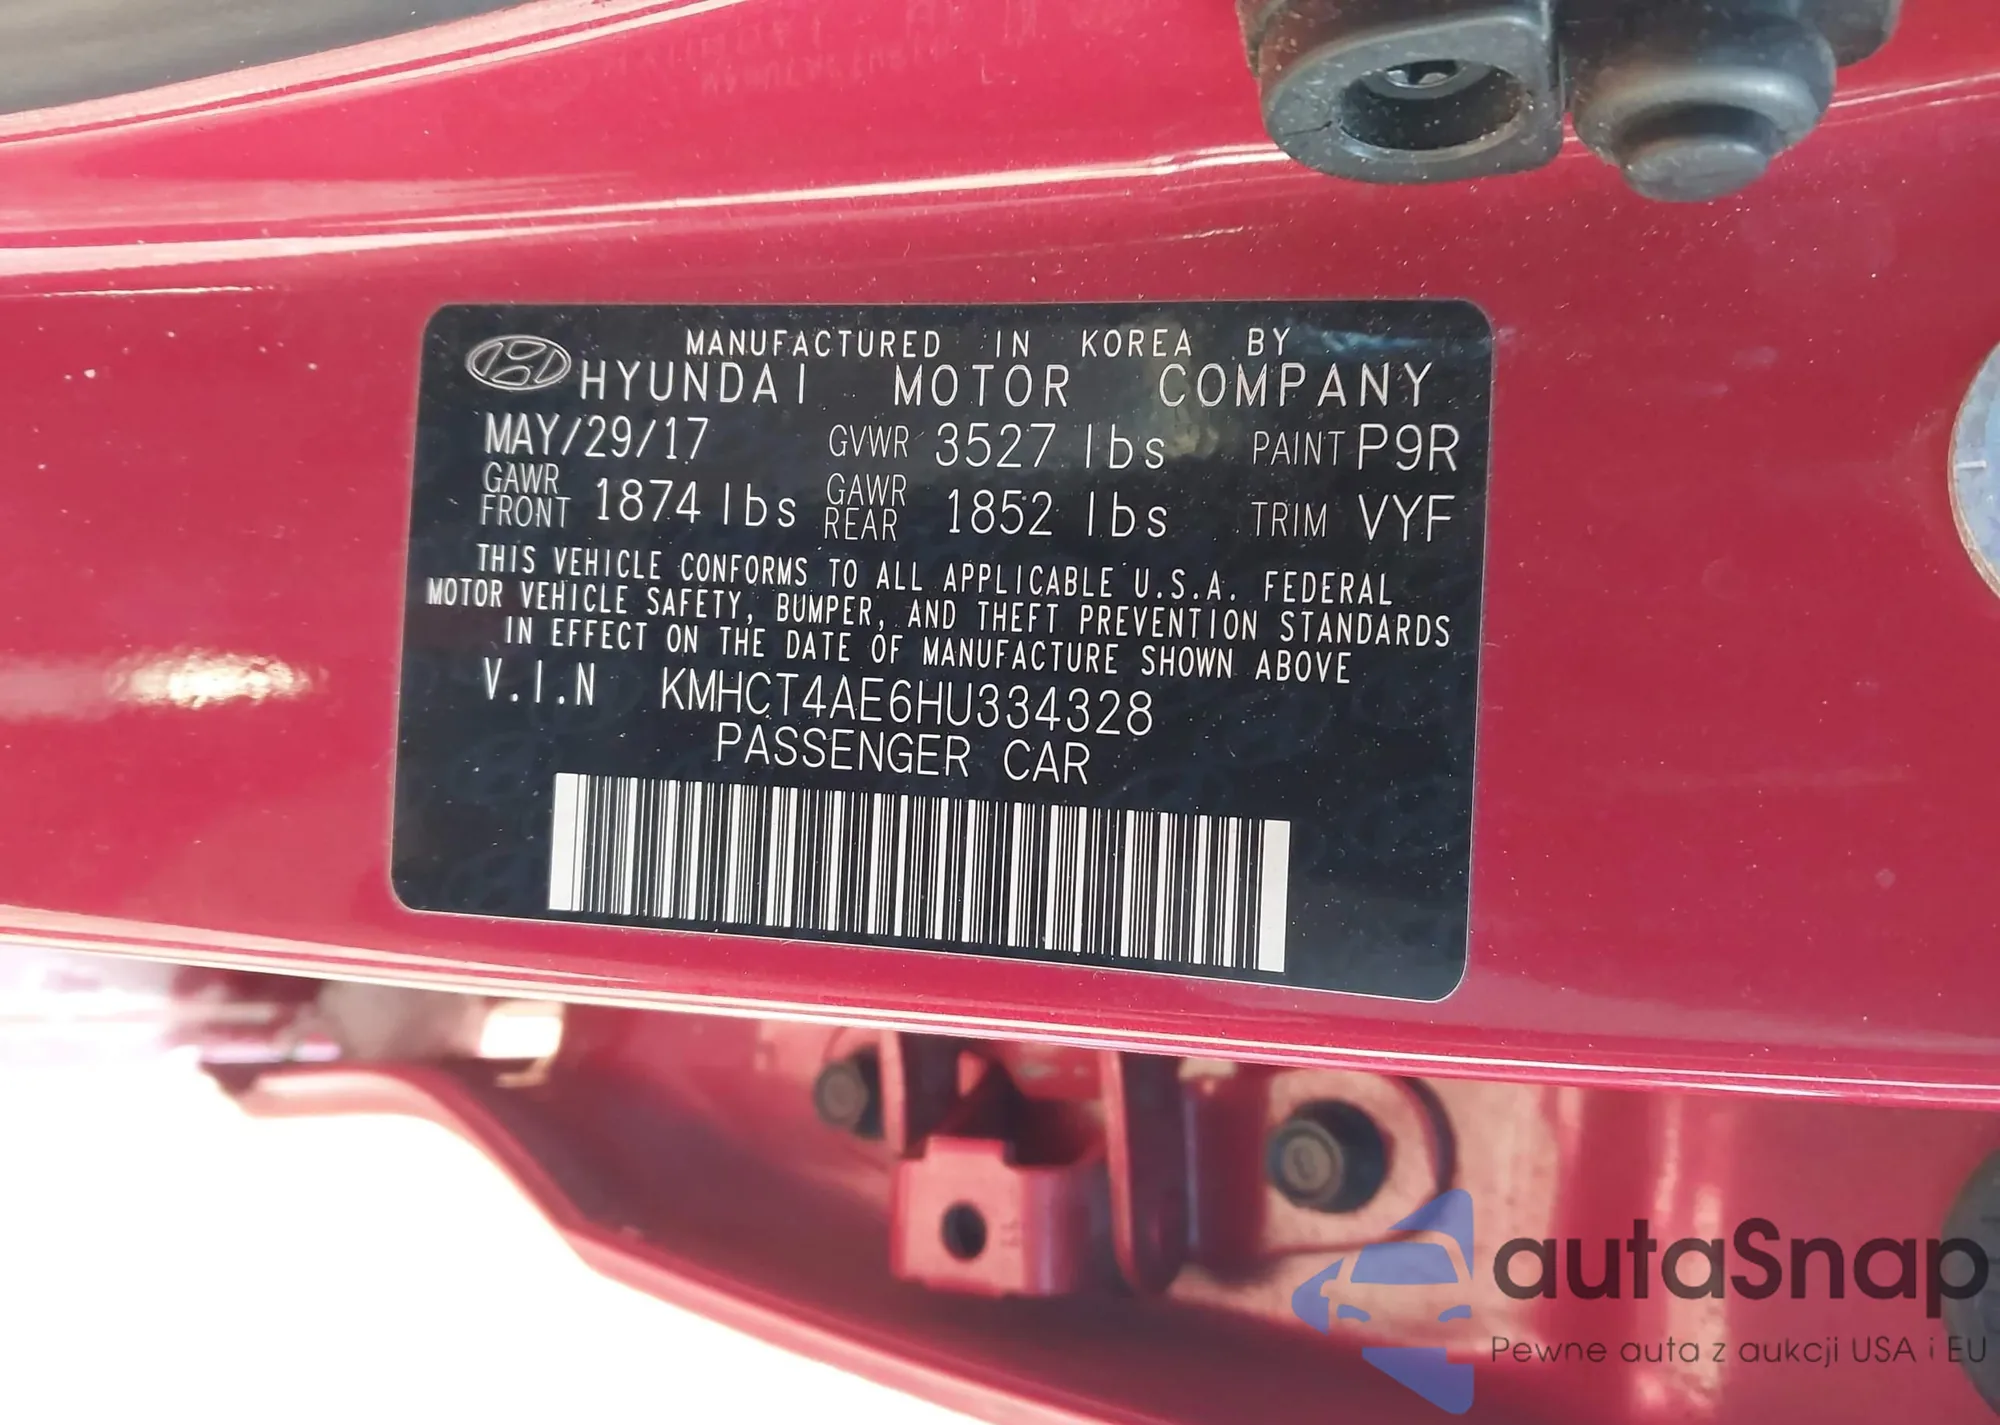 MANUFACTURED IN KOREA BY
HYUNDAI MOTOR COMPANY
MAY/29/17 GVWR 3527 lbs PAINT P9R
GAWR FRONT 1874 lbs GAWR REAR 1852 lbs TRIM VYF
THIS VEHICLE CONFORMS TO ALL APPLICABLE U.S.A. FEDERAL
MOTOR VEHICLE SAFETY, BUMPER, AND THEFT PREVENTION STANDARDS
IN EFFECT ON THE DATE OF MANUFACTURE SHOWN ABOVE
V.I.N KMHCT4AE6HU334328
PASSENGER CAR
autaSnap
Pewne auta z aukcji USA i EU